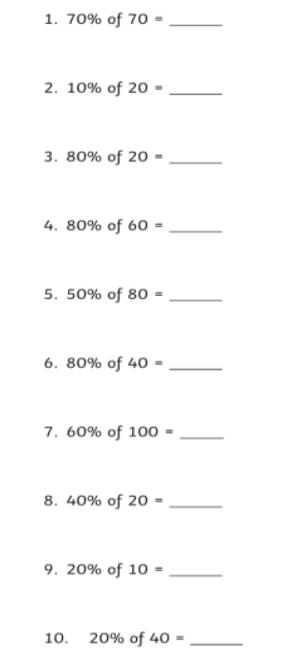 1. 70% of 70 = ______
2. 10% of 20 = ______
3. 80% of 20 = ______
4. 80% of 60 = ______
5. 50% of 80 = ______
6. 80% of 40 = ______
7. 60% of 100 = _____
8. 40% of 20 = ______
9. 20% of 10 = ______
10. 20% of 40 = ______